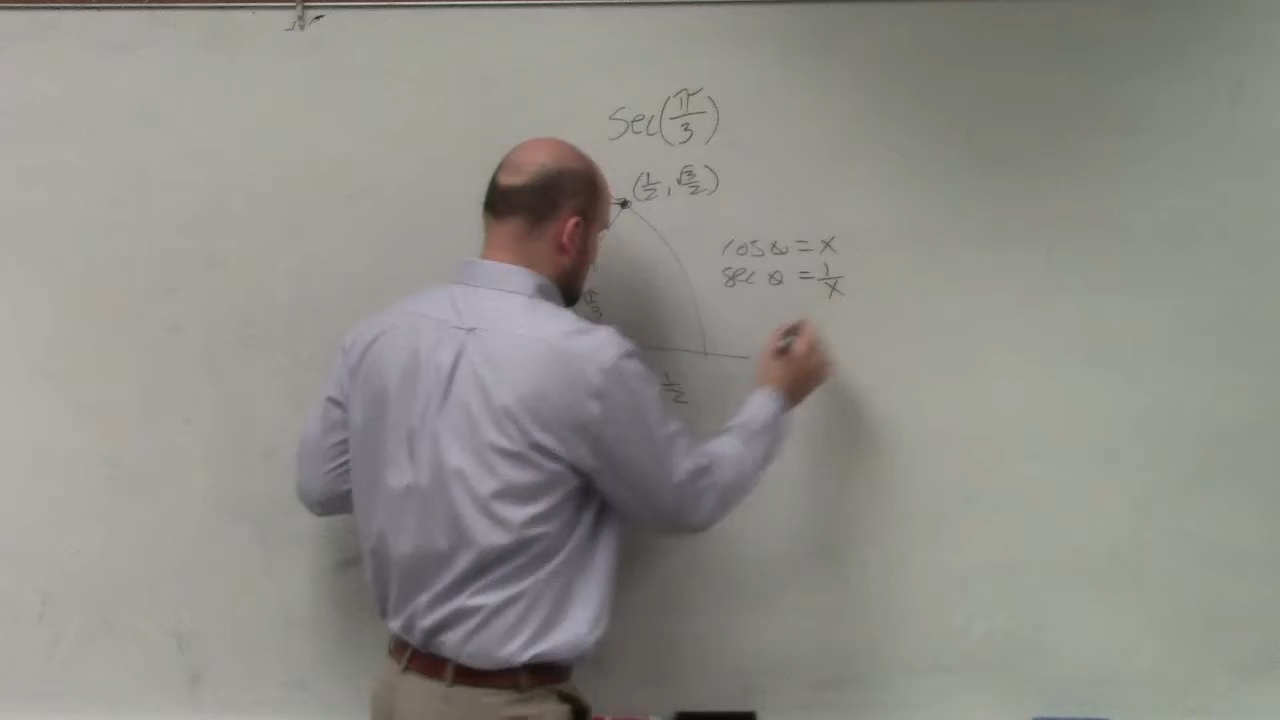 sec(π/3)
(1/2, √3/2)
cos θ = x
sec θ = 1/x
π/3
1/2